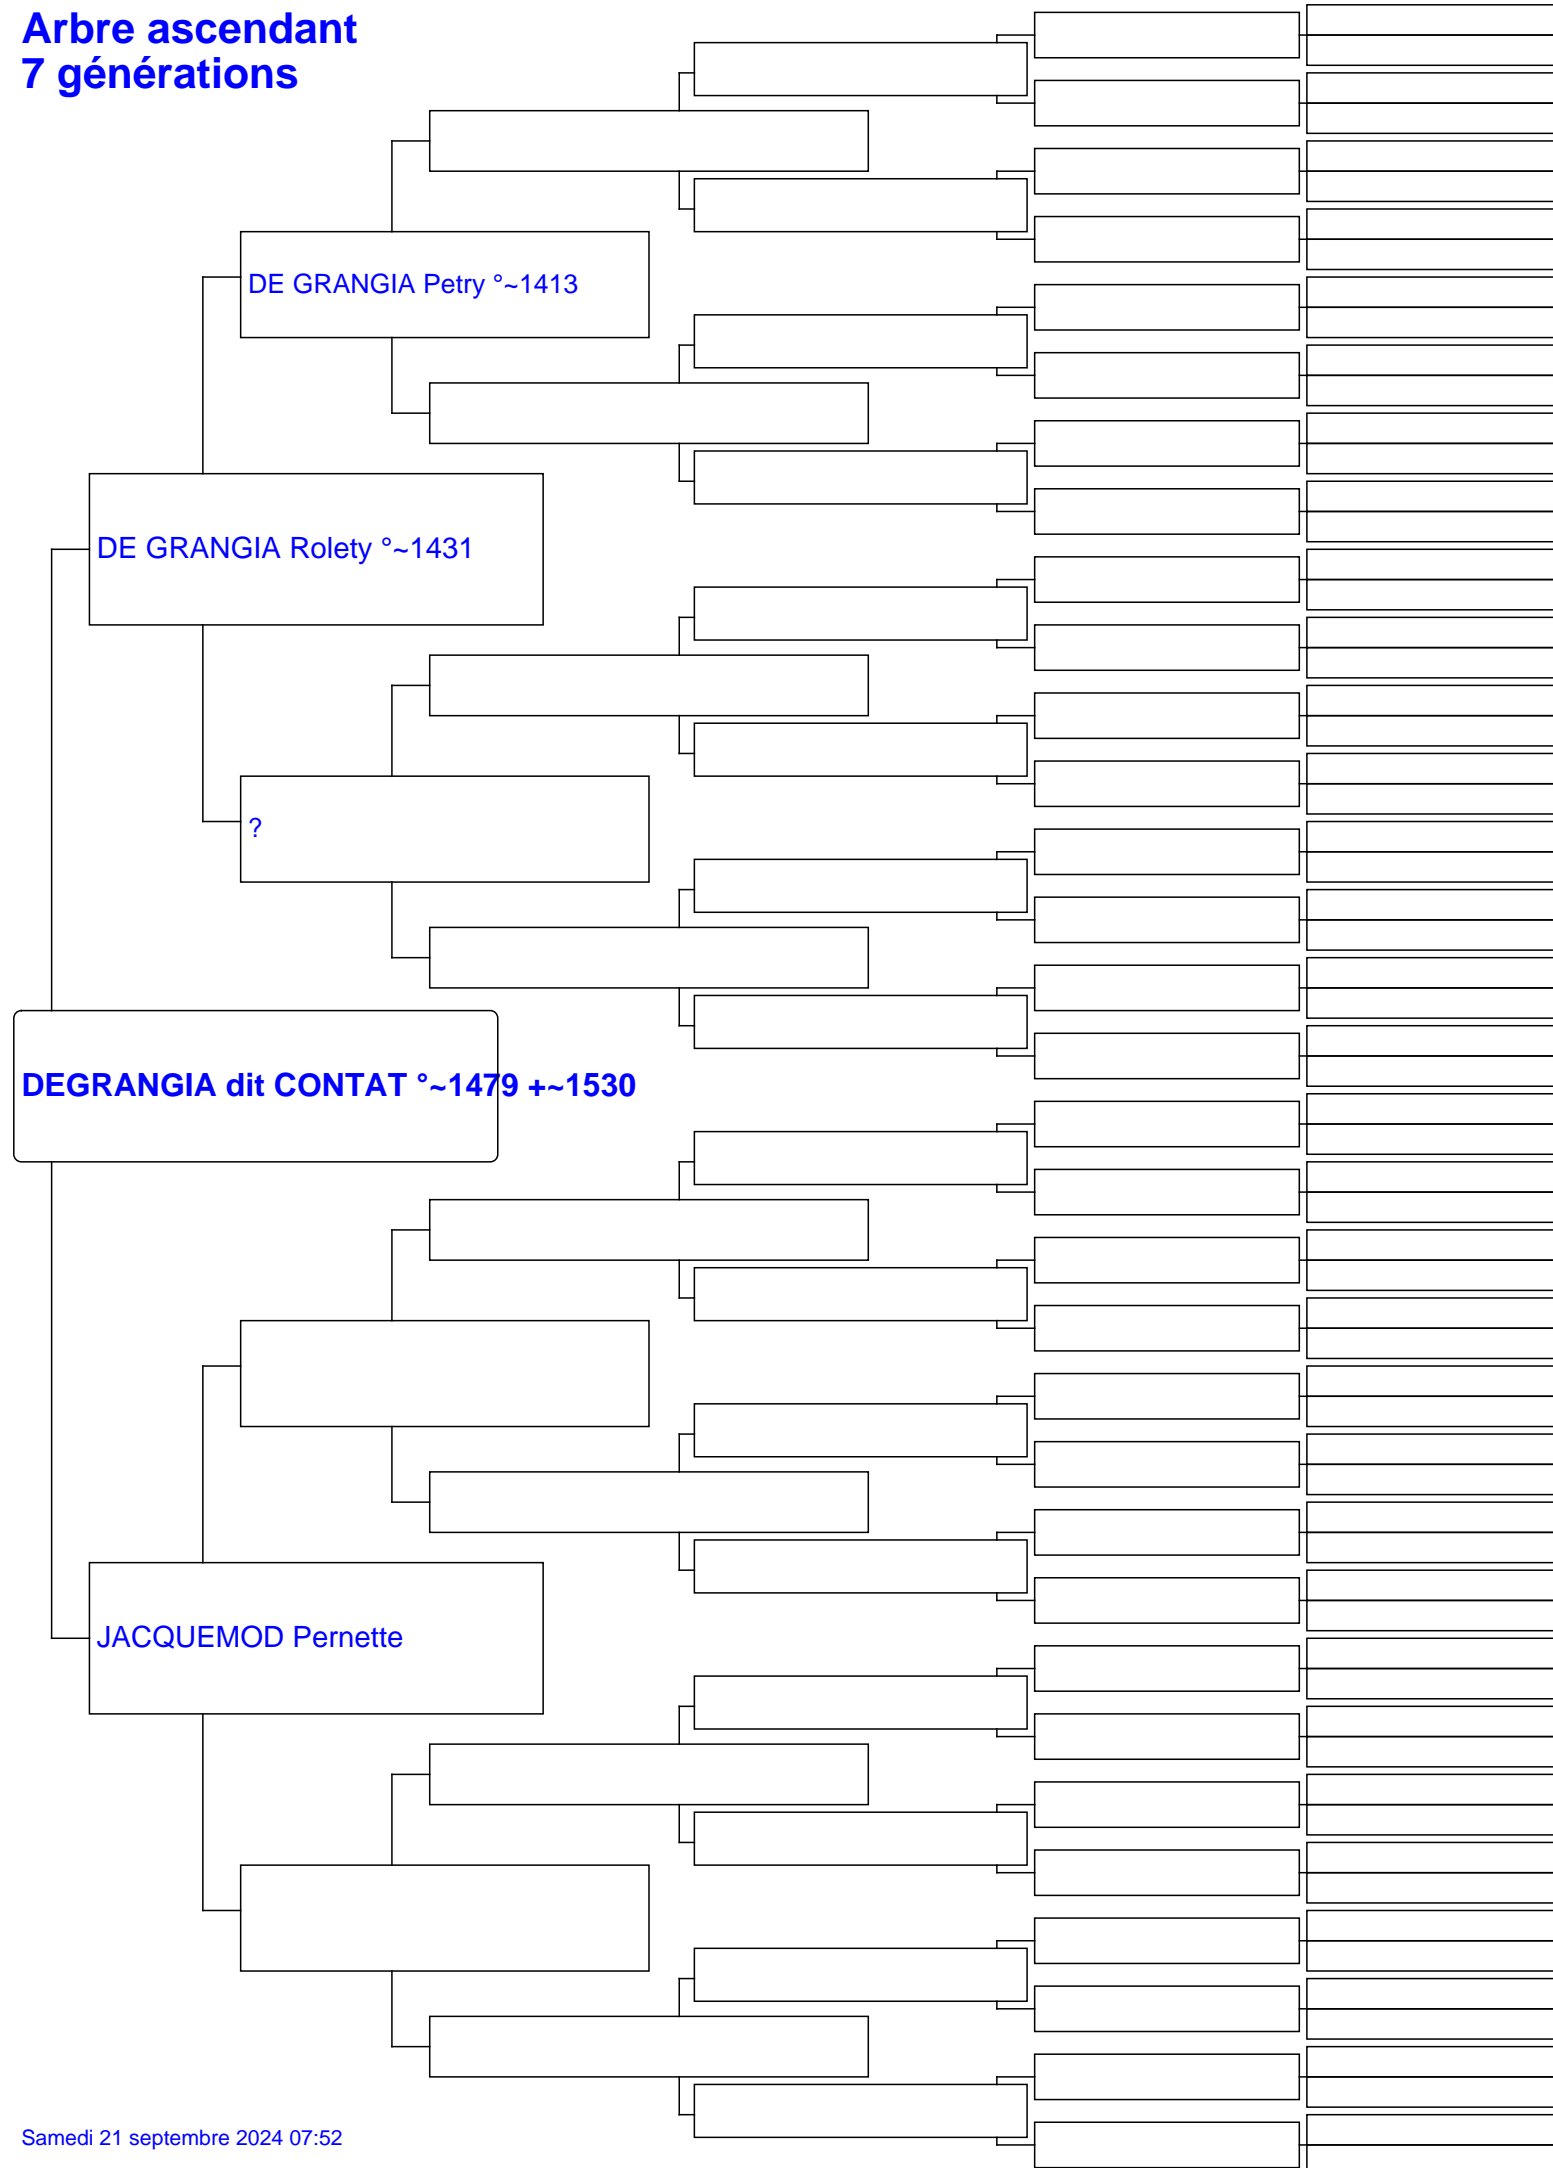 Arbre ascendant
7 générations
DE GRANGIA Petry °~1413
DE GRANGIA Rolety °~1431
?
DEGRANGIA dit CONTAT °~1479 +~1530
JACQUEMOD Pernette
Samedi 21 septembre 2024 07:52